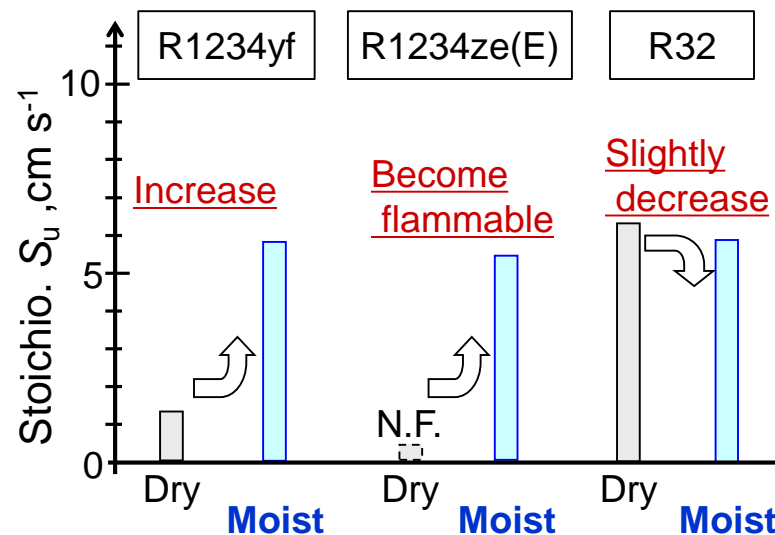 R1234yf
R1234ze(E)
R32
Stoichio. Su ,cm s-1
10
5
0
Increase
Become
flammable
Slightly
decrease
N.F.
Dry
Moist
Dry
Moist
Dry
Moist